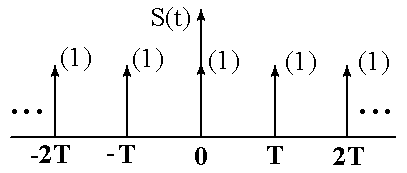 S(t)
(1) (1) (1) (1) (1)
... ...
-2T -T 0 T 2T